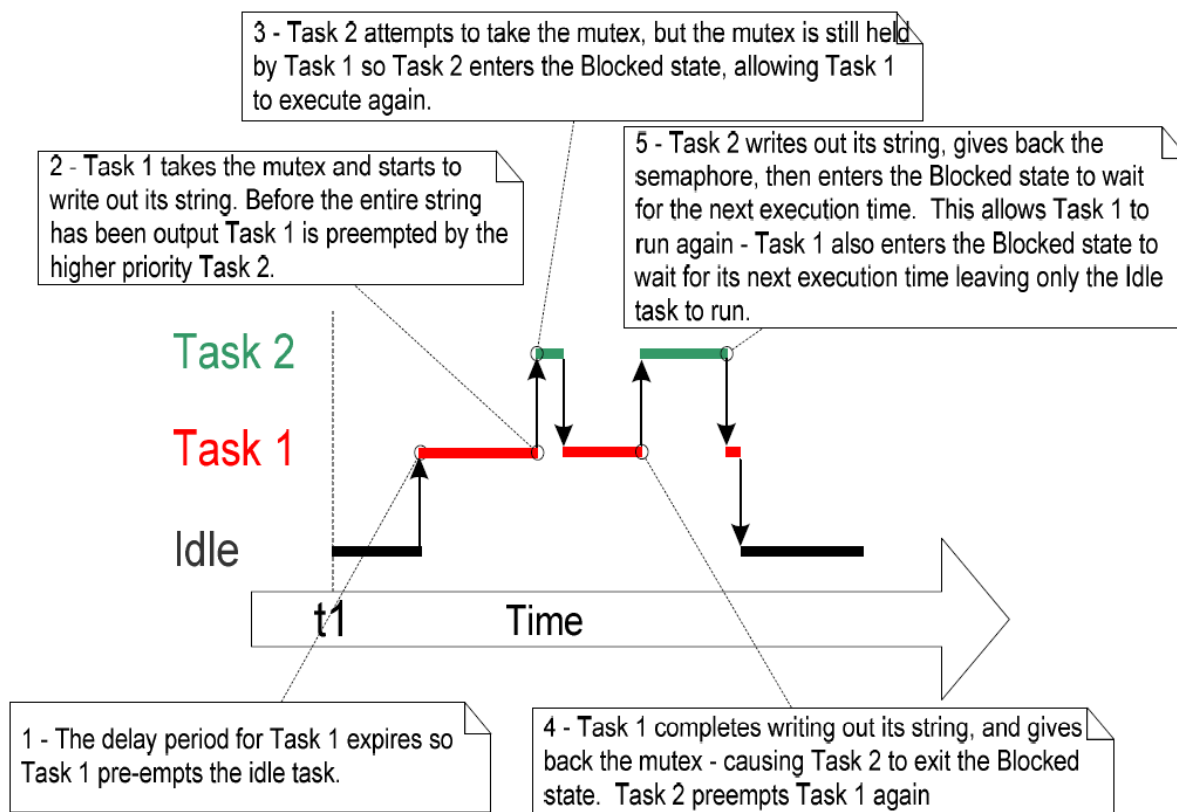 3 - Task 2 attempts to take the mutex, but the mutex is still held
by Task 1 so Task 2 enters the Blocked state, allowing Task 1
to execute again.
2 - Task 1 takes the mutex and starts to
write out its string. Before the entire string
has been output Task 1 is preempted by the
higher priority Task 2.
5 - Task 2 writes out its string, gives back the
semaphore, then enters the Blocked state to wait
for the next execution time. This allows Task 1 to
run again - Task 1 also enters the Blocked state to
wait for its next execution time leaving only the Idle
task to run.
Task 2
Task 1
Idle
t1
Time
1 - The delay period for Task 1 expires so
Task 1 pre-empts the idle task.
4 - Task 1 completes writing out its string, and gives
back the mutex - causing Task 2 to exit the Blocked
state. Task 2 preempts Task 1 again